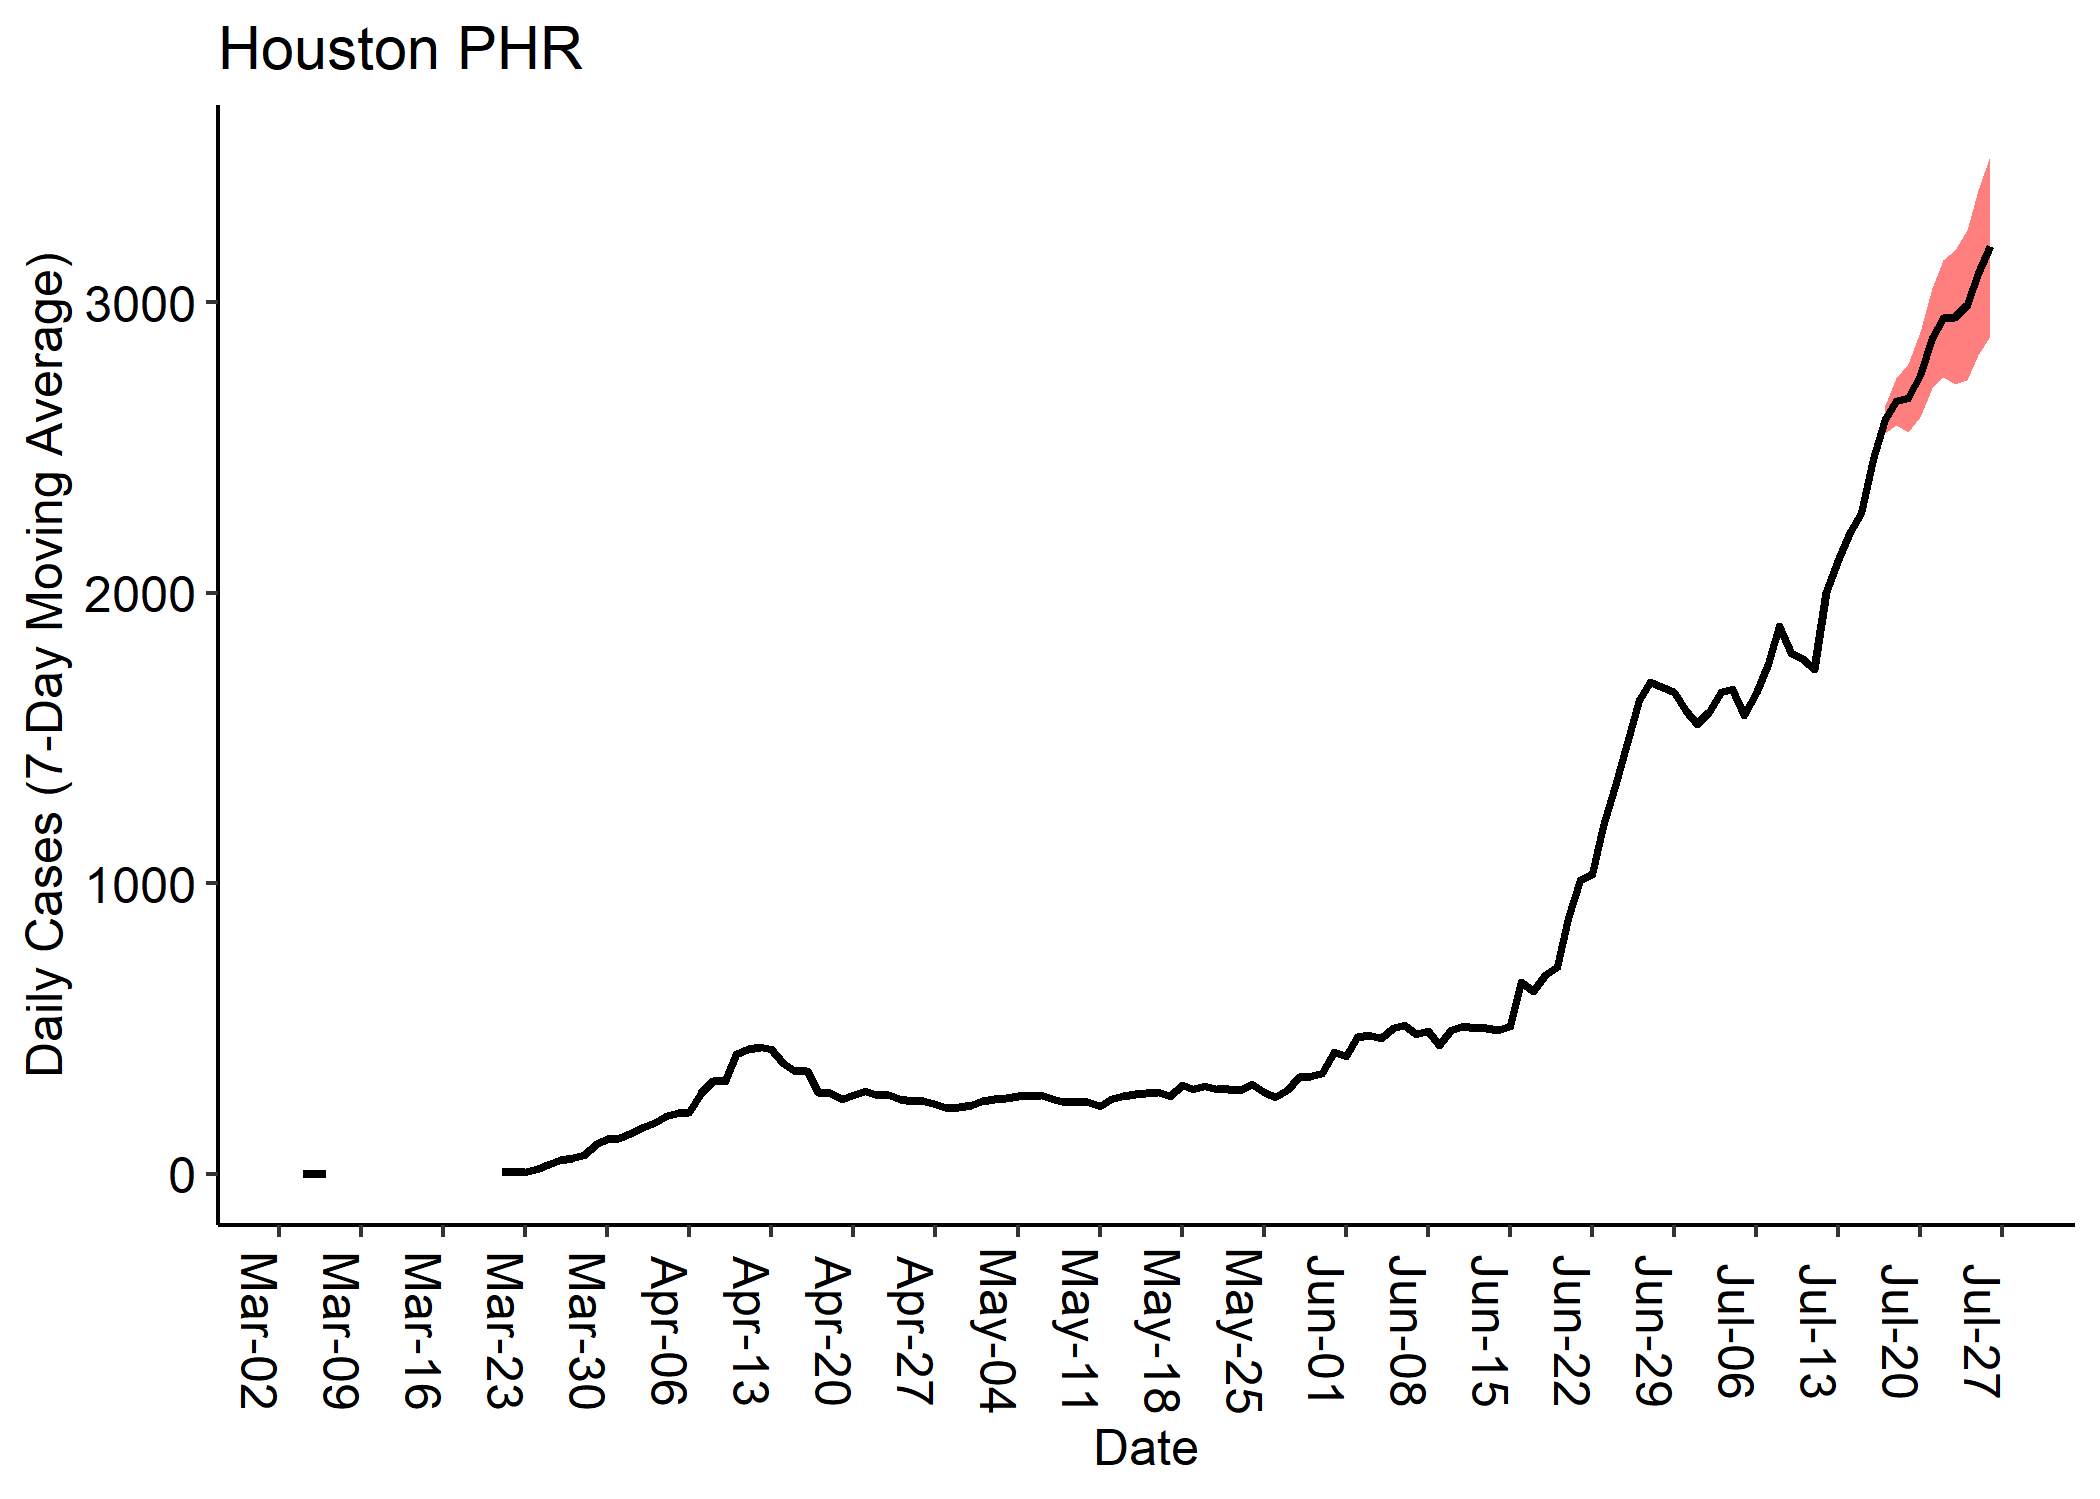 Houston PHR
Daily Cases (7-Day Moving Average)
3000
2000
1000
0
Mar-02
Mar-09
Mar-16
Mar-23
Mar-30
Apr-06
Apr-13
Apr-20
Apr-27
May-04
May-11
May-18
May-25
Jun-01
Jun-08
Jun-15
Jun-22
Jun-29
Jul-06
Jul-13
Jul-20
Jul-27
Date